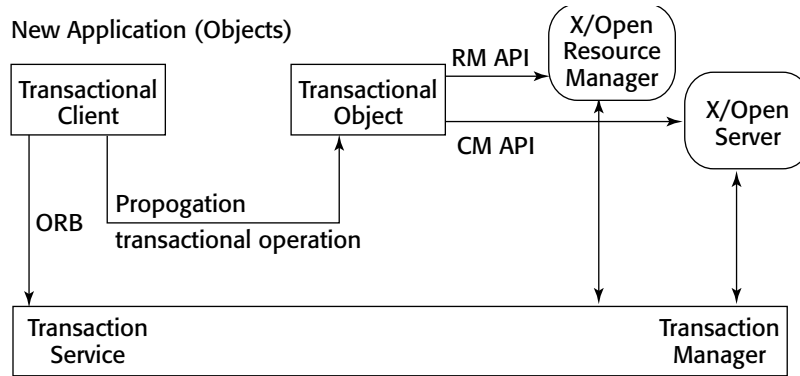 New Application (Objects)
X/Open
Resource
Manager
RM API
Transactional
Client
Transactional
Object
X/Open
Server
CM API
ORB
Propogation
transactional operation
Transaction
Service
Transaction
Manager